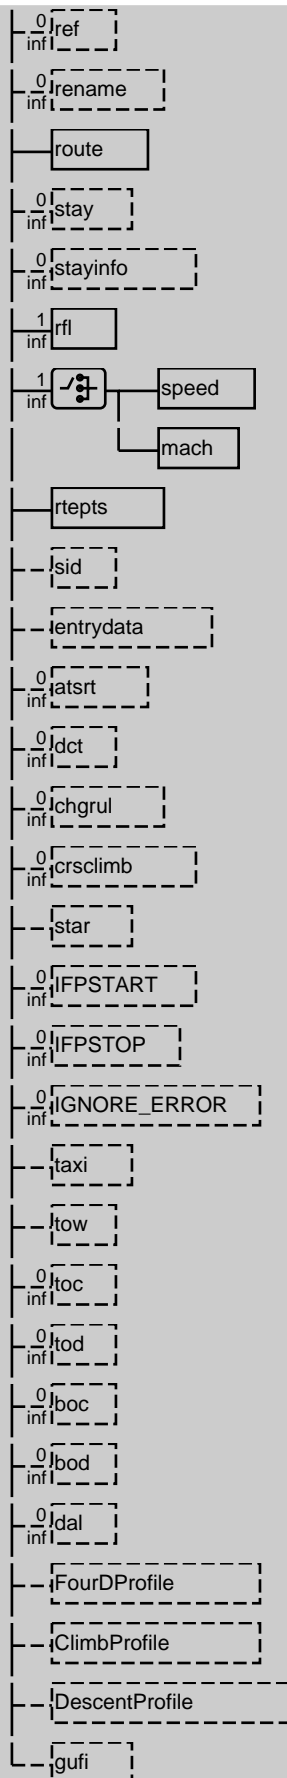 0
inf
ref
0
inf
rename
route
0
inf
stay
0
inf
stayinfo
1
inf
rfl
1
inf
speed
mach
rtepts
sid
entrydata
0
inf
atsrt
0
inf
dct
0
inf
chgrul
0
inf
crsclimb
star
0
inf
IFPSTART
0
inf
IFPSTOP
0
inf
IGNORE_ERROR
taxi
tow
0
inf
toc
0
inf
tod
0
inf
boc
0
inf
bod
0
inf
dal
FourDProfile
ClimbProfile
DescentProfile
gufi